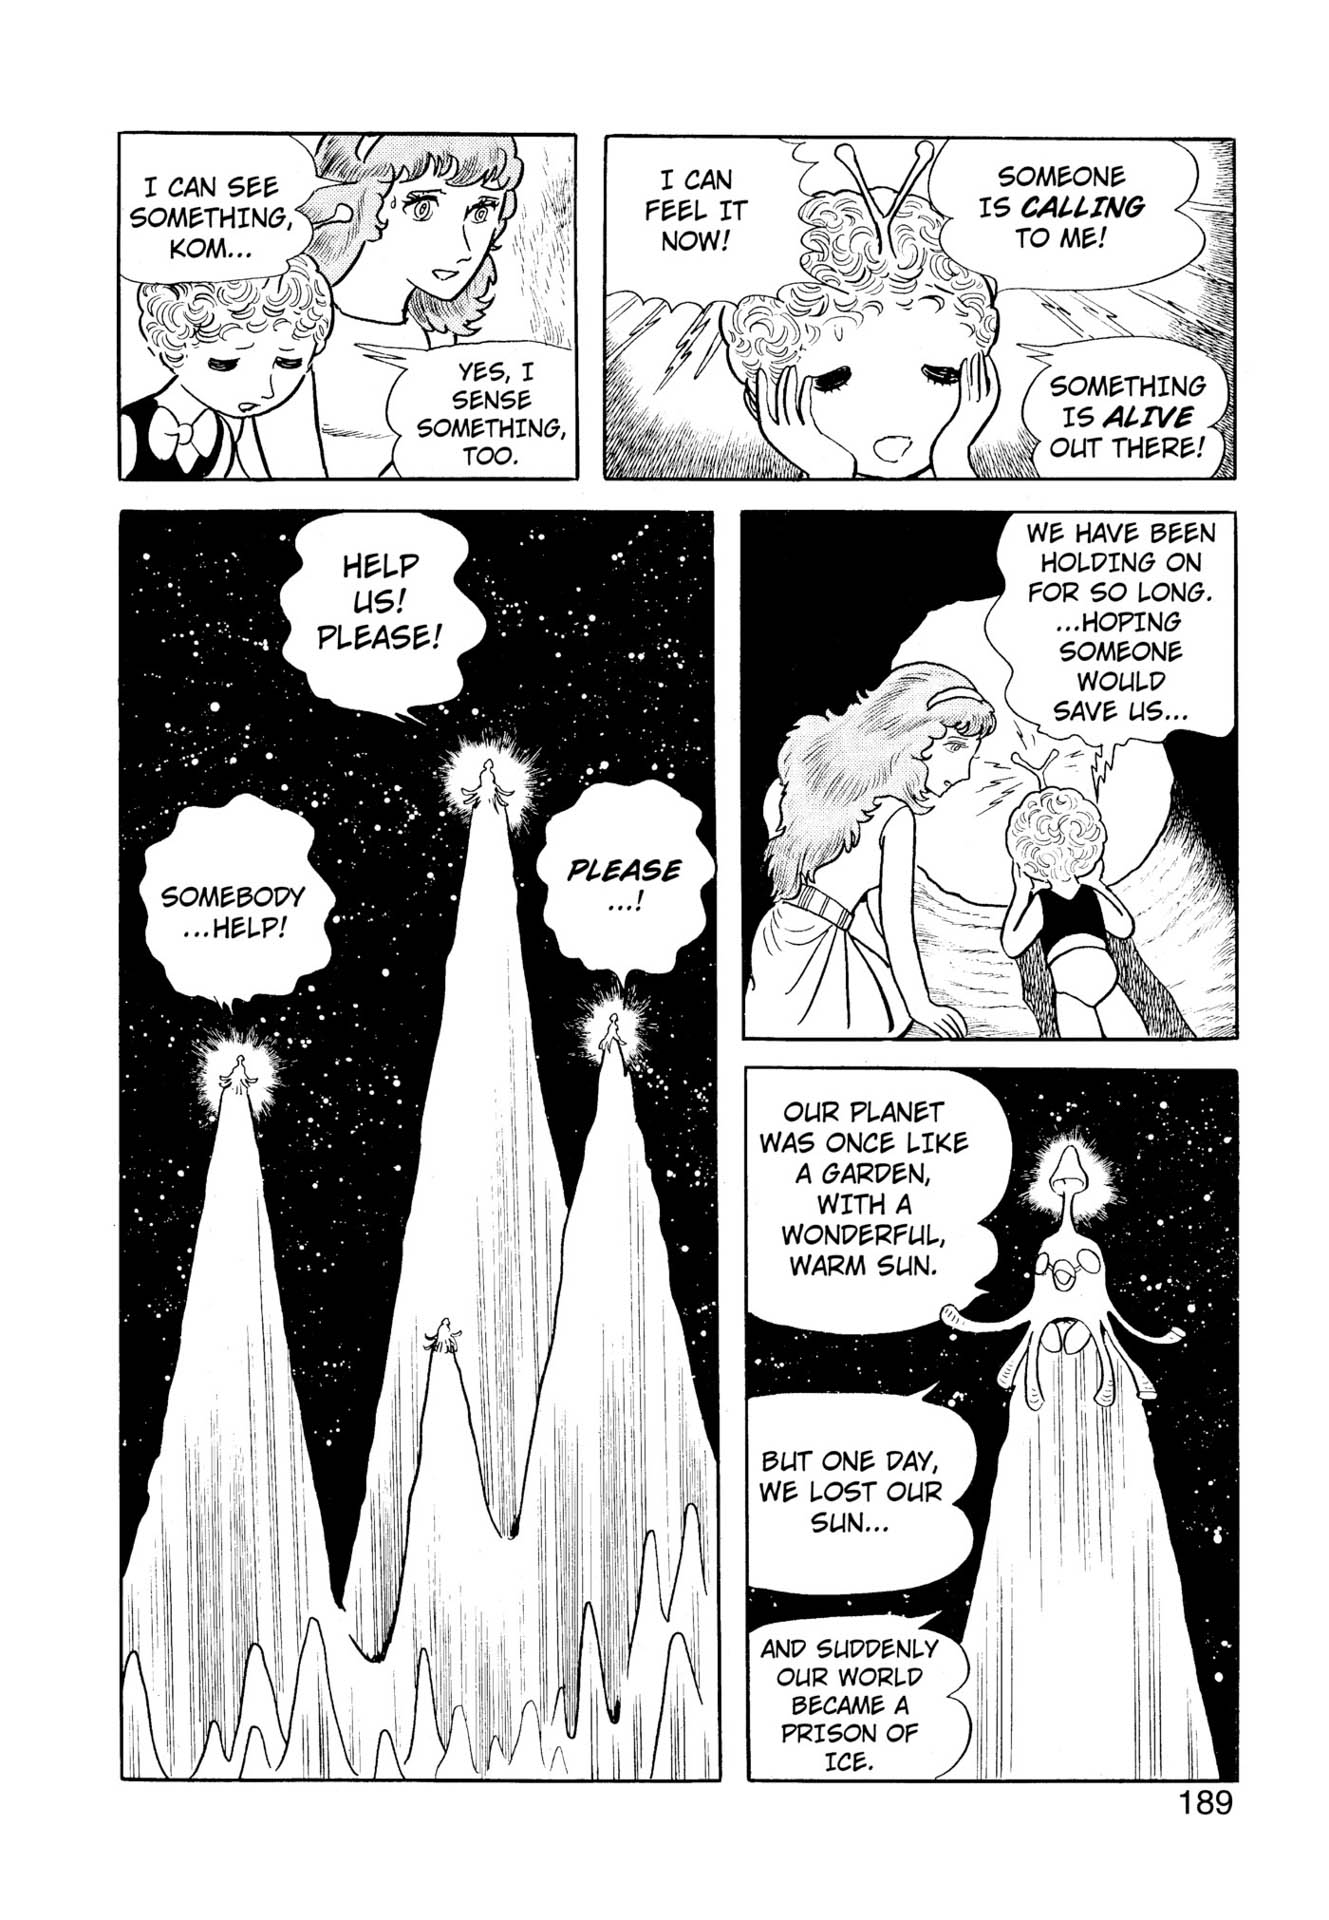 I CAN SEE
SOMETHING,
KOM...
YES, I
SENSE
SOMETHING,
TOO.
I CAN
FEEL IT
NOW!
SOMEONE
IS CALLING
TO ME!
SOMETHING
IS ALIVE
OUT THERE!
HELP
US!
PLEASE!
SOMEBODY
...HELP!
PLEASE
...!
WE HAVE BEEN
HOLDING ON
FOR SO LONG.
...HOPING
SOMEONE
WOULD
SAVE US...
OUR PLANET
WAS ONCE LIKE
A GARDEN,
WITH A
WONDERFUL,
WARM SUN.
BUT ONE DAY,
WE LOST OUR
SUN...
AND SUDDENLY
OUR WORLD
BECAME A
PRISON OF
ICE.
189